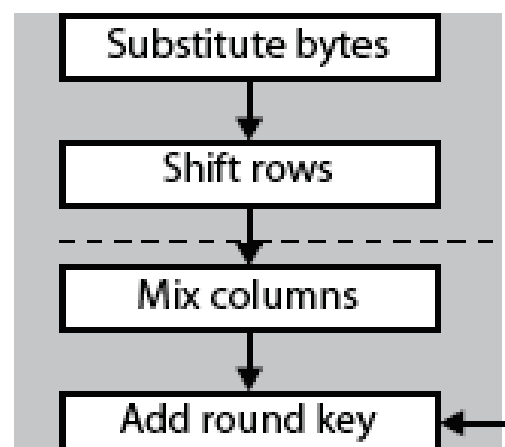 Substitute bytes
Shift rows
Mix columns
Add round key